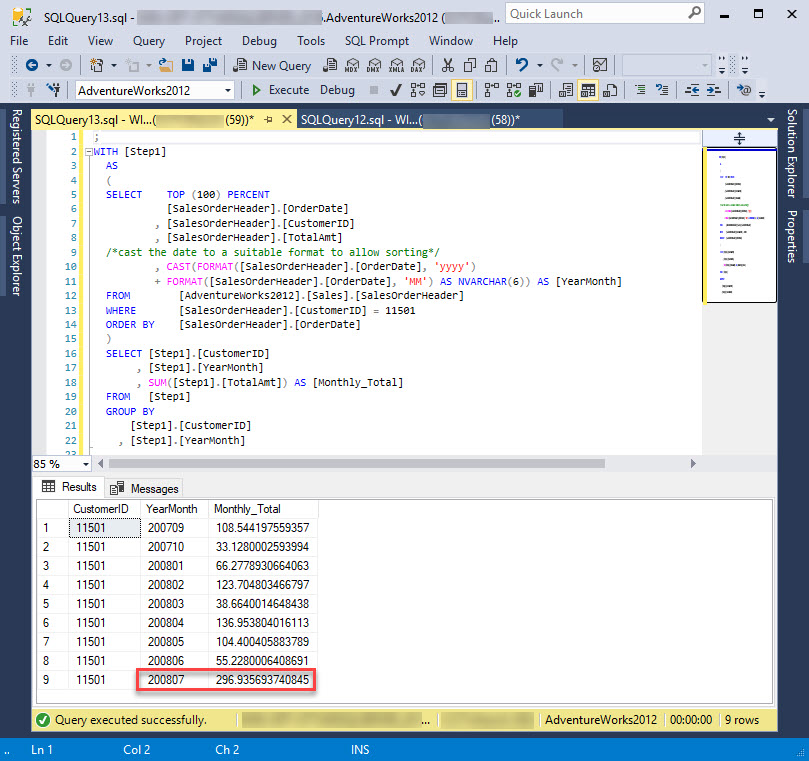 SQLQuery13.sql - .AdventureWorks2012 ( ..
Quick Launch
File Edit View Query Project Debug Tools SQL Prompt Window Help
New Query MDX DMX XMLA DAX
AdventureWorks2012 Execute Debug
SQLQuery13.sql - WI...( (59))* SQLQuery12.sql - WI...( (58))*
Registered Servers
Object Explorer
Solution Explorer
Properties
1 ;
2 WITH [Step1]
3 AS
4 (
5 SELECT TOP (100) PERCENT
6 [SalesOrderHeader].[OrderDate]
7 , [SalesOrderHeader].[CustomerID]
8 , [SalesOrderHeader].[TotalAmt]
9 /*cast the date to a suitable format to allow sorting*/
10 , CAST(FORMAT([SalesOrderHeader].[OrderDate], 'yyyy')
11 + FORMAT([SalesOrderHeader].[OrderDate], 'MM') AS NVARCHAR(6)) AS [YearMonth]
12 FROM [AdventureWorks2012].[Sales].[SalesOrderHeader]
13 WHERE [SalesOrderHeader].[CustomerID] = 11501
14 ORDER BY [SalesOrderHeader].[OrderDate]
15 )
16 SELECT [Step1].[CustomerID]
17 , [Step1].[YearMonth]
18 , SUM([Step1].[TotalAmt]) AS [Monthly_Total]
19 FROM [Step1]
20 GROUP BY
21 [Step1].[CustomerID]
22 , [Step1].[YearMonth]
23
85 %
Results Messages
CustomerID YearMonth Monthly_Total
1 11501 200709 108.544197559357
2 11501 200710 33.1280002593994
3 11501 200801 66.2778930664063
4 11501 200802 123.704803466797
5 11501 200803 38.6640014648438
6 11501 200804 136.953804016113
7 11501 200805 104.400405883789
8 11501 200806 55.2280006408691
9 11501 200807 296.935693740845
Query executed successfully. ... AdventureWorks2012 00:00:00 9 rows
.. Ln 1 Col 2 Ch 2 INS